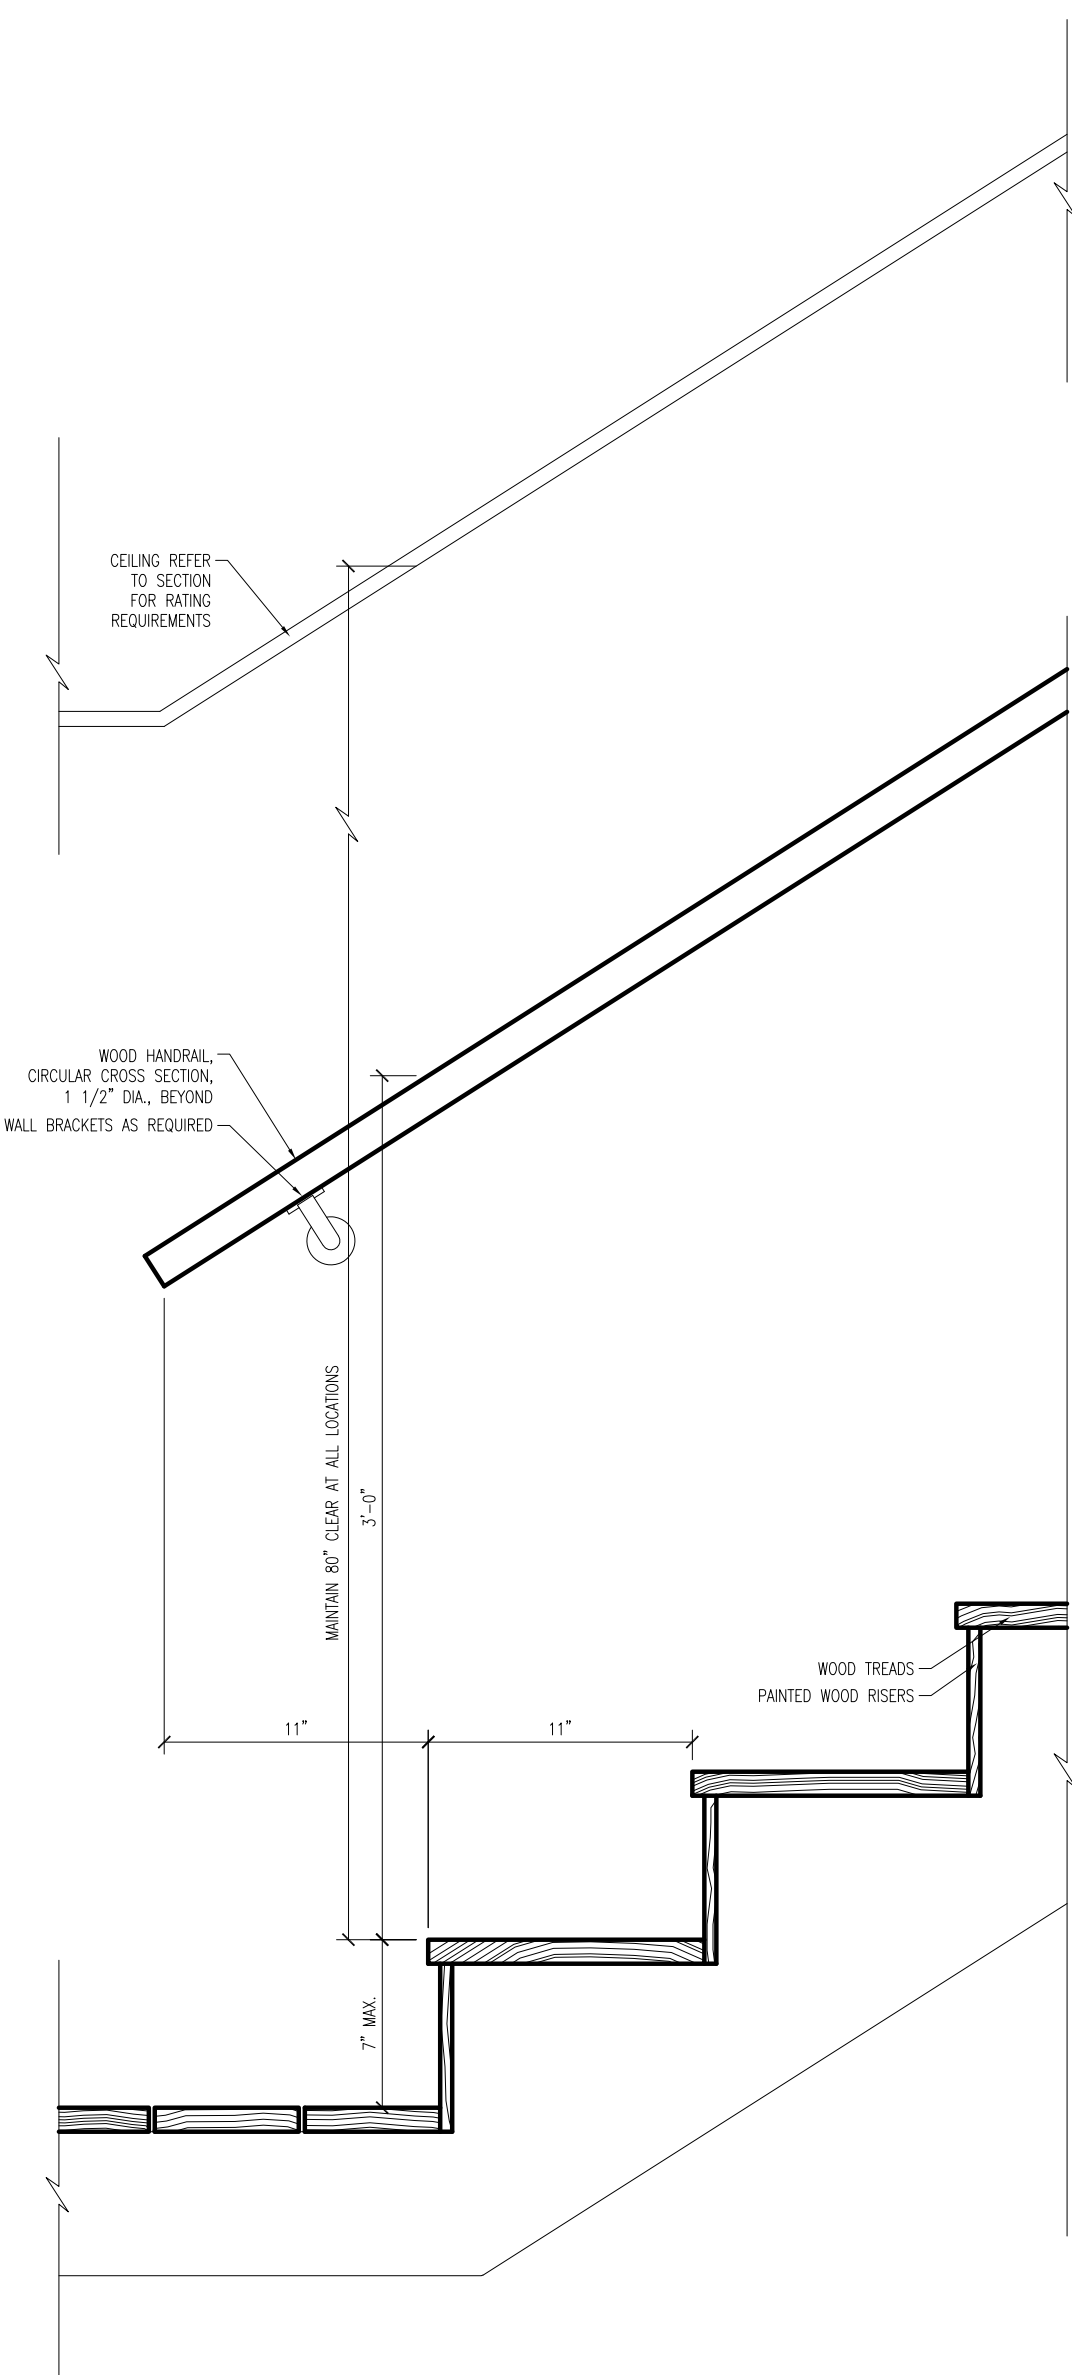 CEILING REFER
TO SECTION
FOR RATING
REQUIREMENTS
WOOD HANDRAIL,
CIRCULAR CROSS SECTION,
1 1/2" DIA., BEYOND
WALL BRACKETS AS REQUIRED
MAINTAIN 80" CLEAR AT ALL LOCATIONS
3'-0"
WOOD TREADS
PAINTED WOOD RISERS
11"
11"
7" MAX.